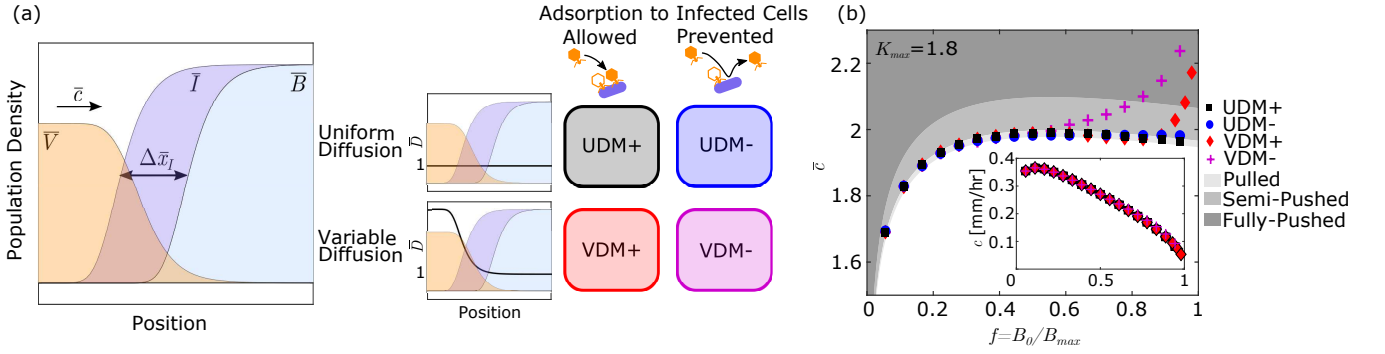 (a)
Population Density
Position
c̄
V̄
Ī
B̄
Δx̄_I
Adsorption to Infected Cells
Allowed
Prevented
Uniform
Diffusion
D̄
1
UDM+
UDM-
Variable
Diffusion
D̄
1
VDM+
VDM-
Position
(b)
K_max=1.8
c̄
2.2
2.0
1.8
1.6
0
0.2
0.4
0.6
0.8
1
f=B_0/B_max
c [mm/hr]
0.4
0.3
0.2
0.1
0
0.5
1
UDM+
UDM-
VDM+
VDM-
Pulled
Semi-Pushed
Fully-Pushed